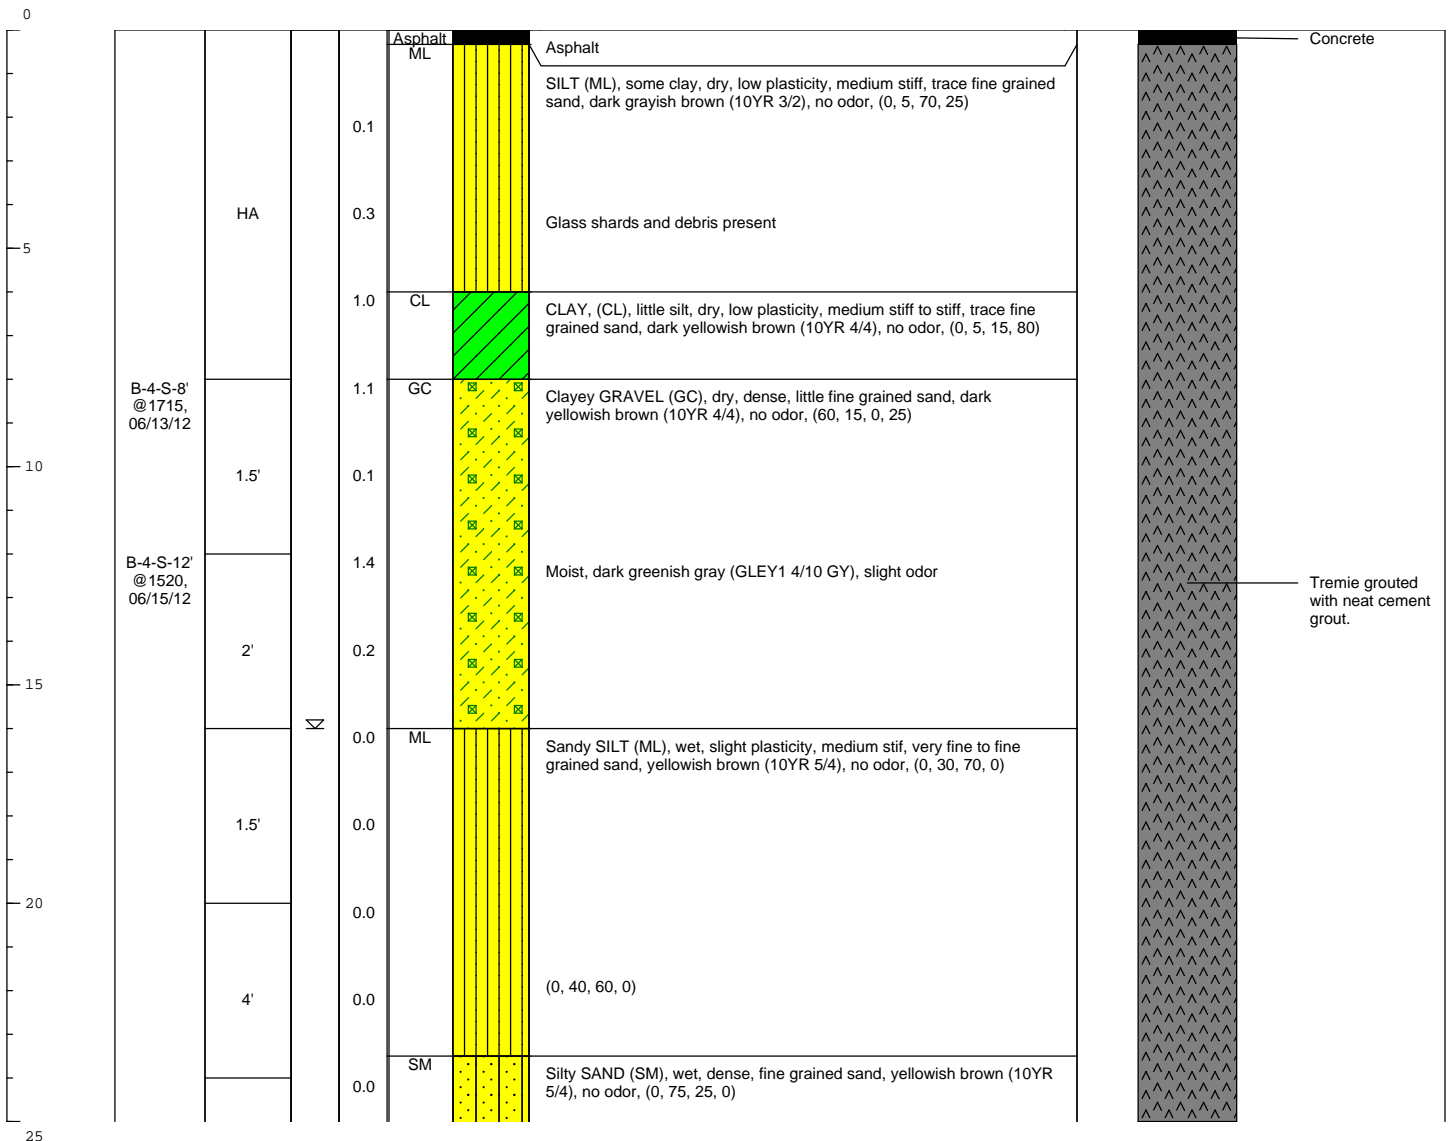 0
Asphalt
Asphalt
Concrete
ML
SILT (ML), some clay, dry, low plasticity, medium stiff, trace fine grained
sand, dark grayish brown (10YR 3/2), no odor, (0, 5, 70, 25)
0.1
HA
0.3
Glass shards and debris present
5
1.0
CL
CLAY, (CL), little silt, dry, low plasticity, medium stiff to stiff, trace fine
grained sand, dark yellowish brown (10YR 4/4), no odor, (0, 5, 15, 80)
B-4-S-8'
@1715,
06/13/12
1.1
GC
Clayey GRAVEL (GC), dry, dense, little fine grained sand, dark
yellowish brown (10YR 4/4), no odor, (60, 15, 0, 25)
10
1.5'
0.1
B-4-S-12'
@1520,
06/15/12
1.4
Moist, dark greenish gray (GLEY1 4/10 GY), slight odor
Tremie grouted
with neat cement
grout.
2'
0.2
15
0.0
ML
Sandy SILT (ML), wet, slight plasticity, medium stif, very fine to fine
grained sand, yellowish brown (10YR 5/4), no odor, (0, 30, 70, 0)
1.5'
0.0
20
0.0
(0, 40, 60, 0)
4'
0.0
SM
Silty SAND (SM), wet, dense, fine grained sand, yellowish brown (10YR
5/4), no odor, (0, 75, 25, 0)
0.0
25